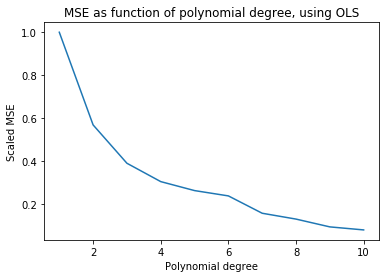 MSE as function of polynomial degree, using OLS
Scaled MSE
1.0
0.8
0.6
0.4
0.2
2 4 6 8 10
Polynomial degree